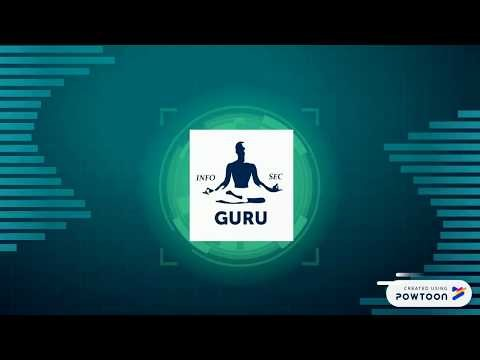 INFO SEC
GURU
CREATED USING
POWTOON